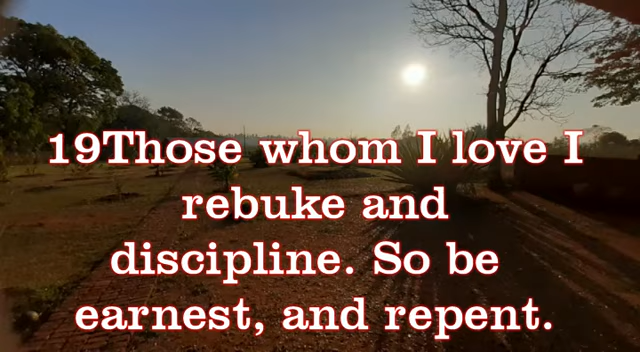 19Those whom I love I
rebuke and
discipline. So be
earnest, and repent.